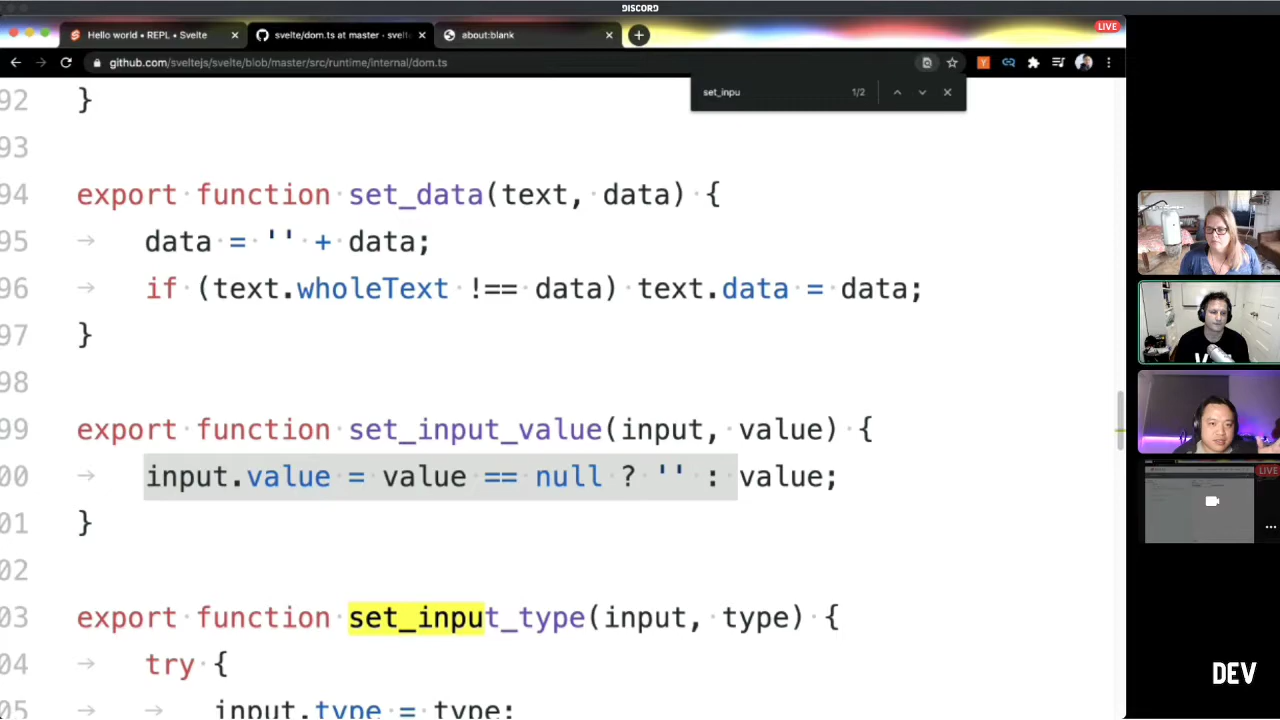 DISCORD
Hello world • REPL • Svelte
svelte/dom.ts at master · svelt
about:blank
LIVE
github.com/sveltejs/svelte/blob/master/src/runtime/internal/dom.ts
set_inpu 1/2
92 }
93
94 export function set_data(text, data) {
95 data = '' + data;
96 if (text.wholeText !== data) text.data = data;
97 }
98
99 export function set_input_value(input, value) {
00 input.value = value == null ? '' : value;
01 }
02
03 export function set_input_type(input, type) {
04 try {
05 input.type = type;
LIVE
DEV